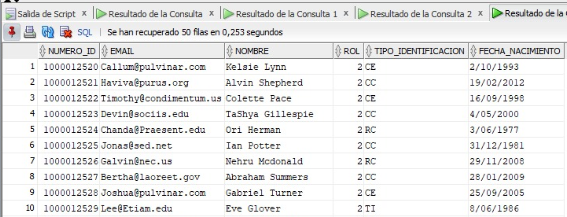 Salida de Script x Resultado de la Consulta x Resultado de la Consulta 1 x Resultado de la Consulta 2 x Resultado de la Co
SQL | Se han recuperado 50 filas en 0,253 segundos
NUMERO_ID EMAIL NOMBRE ROL TIPO_IDENTIFICACION FECHA_NACIMIENTO
1 1000012520 Callum@pulvinar.com Kelsie Lynn 2 CE 2/10/1993
2 1000012521 Haviva@purus.org Alvin Shepherd 2 CC 19/02/2012
3 1000012522 Timothy@condimentum.us Colette Pace 2 CE 16/09/1998
4 1000012523 Devin@sociis.edu TaShya Gillespie 2 CC 4/05/2000
5 1000012524 Chanda@Praesent.edu Ori Herman 2 RC 3/06/1977
6 1000012525 Jonas@sed.net Ian Potter 2 CC 31/12/1981
7 1000012526 Galvin@nec.us Nehru Mcdonald 2 RC 29/11/2008
8 1000012527 Bertha@laoreet.gov Abraham Summers 2 CC 28/01/2009
9 1000012528 Joshua@pulvinar.com Gabriel Turner 2 CE 25/09/2005
10 1000012529 Lee@Etiam.edu Eve Glover 2 TI 8/06/1986